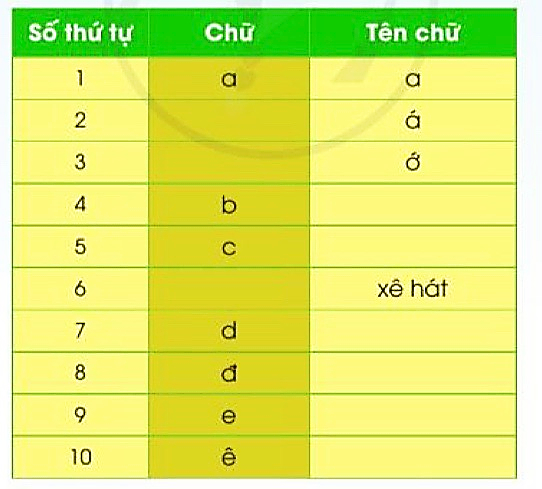 Số thứ tự Chữ Tên chữ
1 a a
2 á
3 ớ
4 b
5 c
6 xê hát
7 d
8 đ
9 e
10 ê